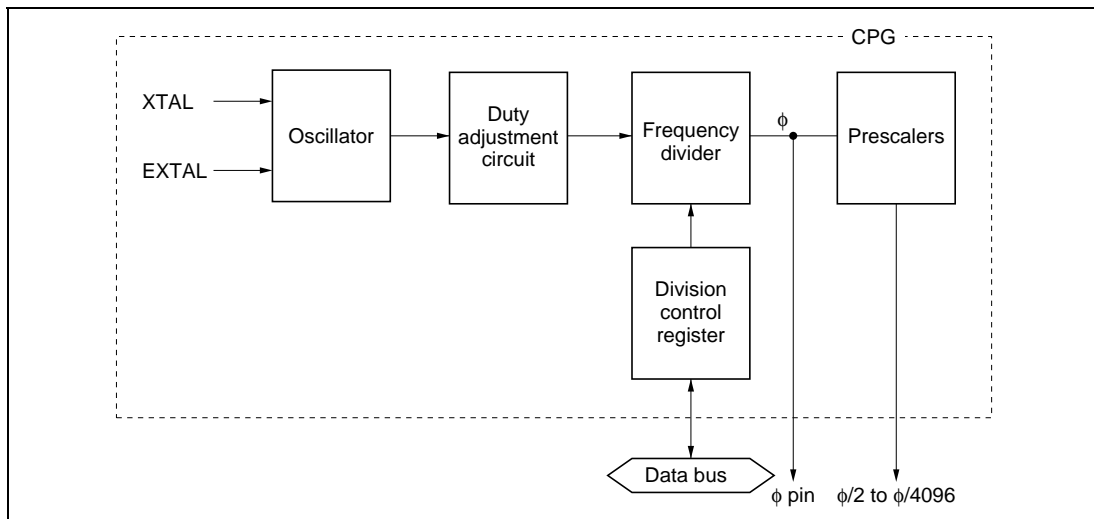 CPG
XTAL
EXTAL
Oscillator
Duty
adjustment
circuit
Frequency
divider
ϕ
Prescalers
Division
control
register
Data bus
ϕ pin
ϕ/2 to ϕ/4096